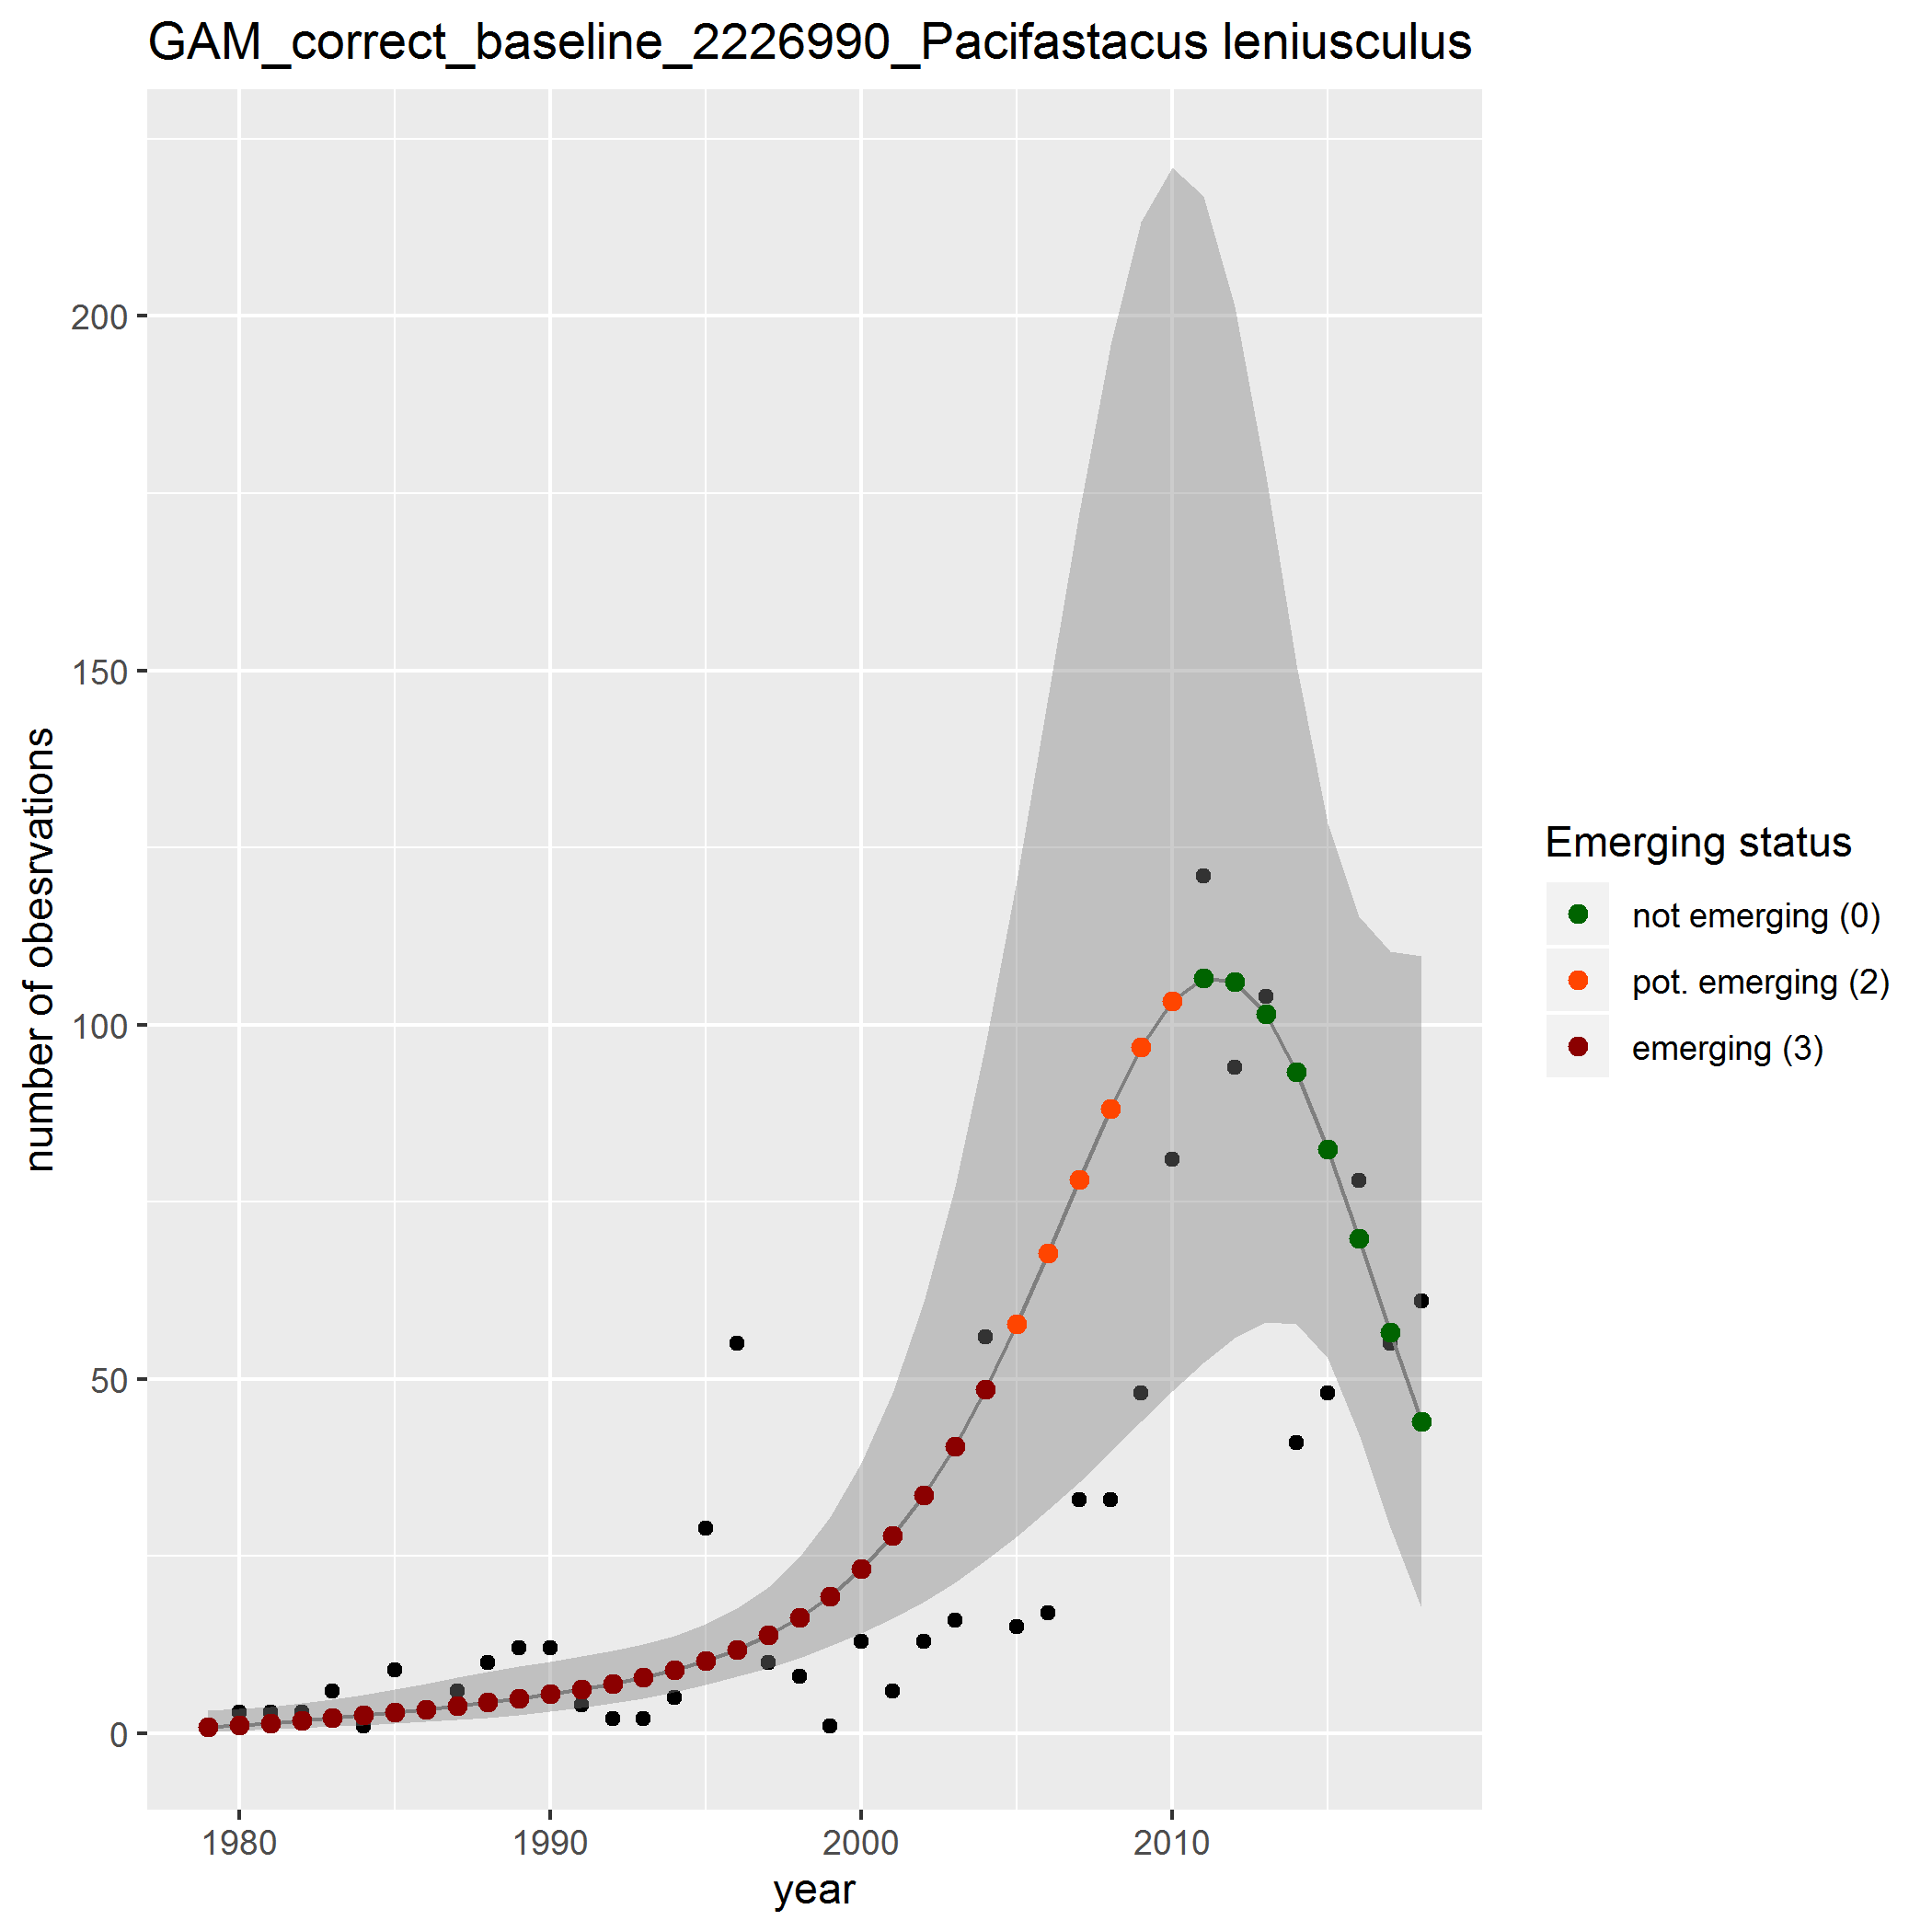 GAM_correct_baseline_2226990_Pacifastacus leniusculus
number of obesrvations
200
150
100
50
0
1980 1990 2000 2010
year
Emerging status
not emerging (0)
pot. emerging (2)
emerging (3)